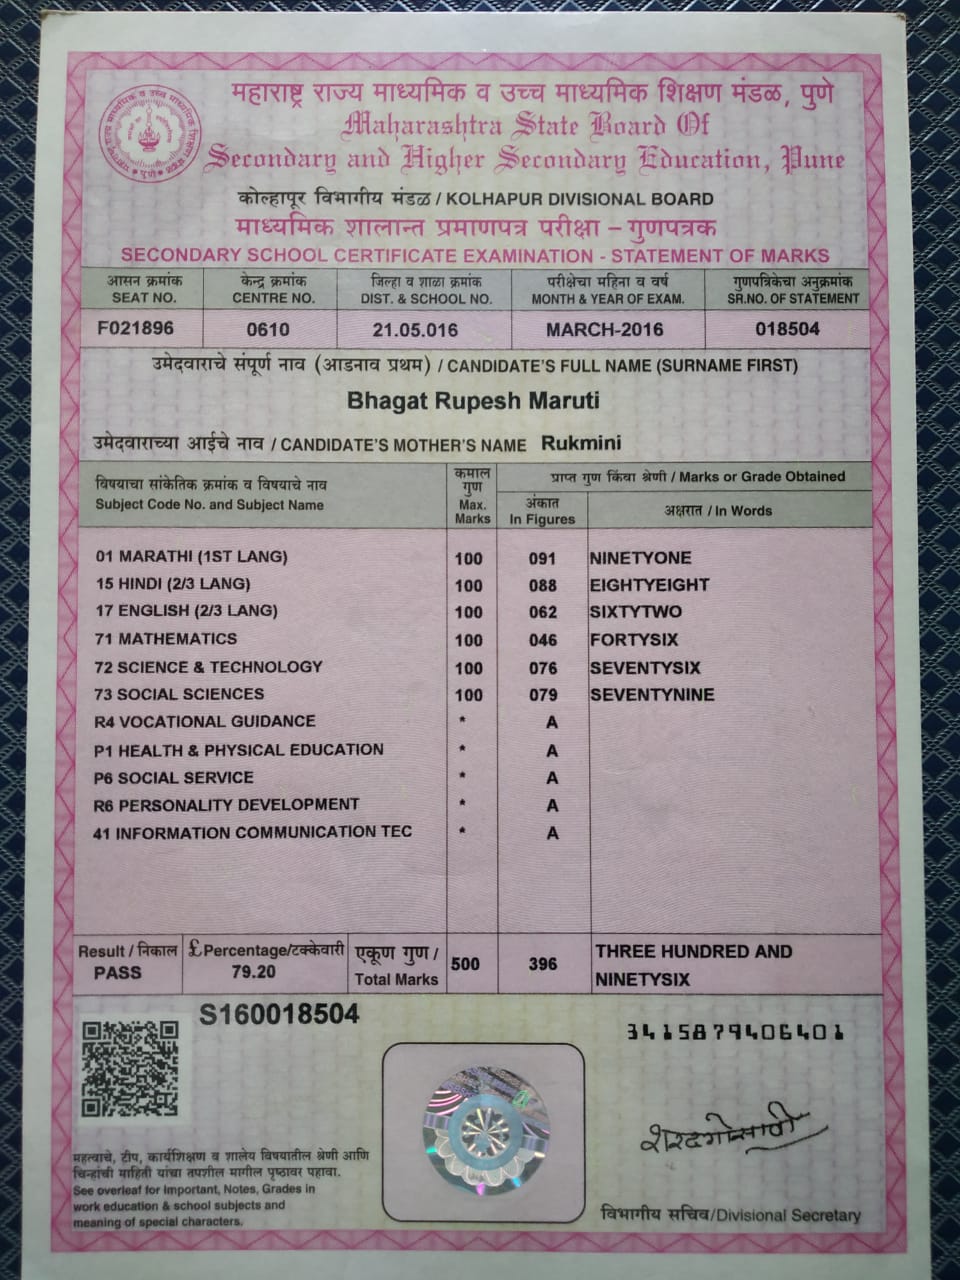 महाराष्ट्र राज्य माध्यमिक व उच्च माध्यमिक शिक्षण मंडळ, पुणे
Maharashtra State Board Of
Secondary and Higher Secondary Education, Pune
कोल्हापूर विभागीय मंडळ / KOLHAPUR DIVISIONAL BOARD
माध्यमिक शालान्त प्रमाणपत्र परीक्षा – गुणपत्रक
SECONDARY SCHOOL CERTIFICATE EXAMINATION - STATEMENT OF MARKS
आसन क्रमांक केन्द्र क्रमांक जिल्हा व शाळा क्रमांक परीक्षेचा महिना व वर्ष गुणपत्रिकेचा अनुक्रमांक
SEAT NO. CENTRE NO. DIST. & SCHOOL NO. MONTH & YEAR OF EXAM. SR.NO. OF STATEMENT
F021896 0610 21.05.016 MARCH-2016 018504
उमेदवाराचे संपूर्ण नाव (आडनाव प्रथम) / CANDIDATE'S FULL NAME (SURNAME FIRST)
Bhagat Rupesh Maruti
उमेदवाराच्या आईचे नाव / CANDIDATE'S MOTHER'S NAME Rukmini
विषयाचा सांकेतिक क्रमांक व विषयाचे नाव
Subject Code No. and Subject Name
कमाल
गुण
Max.
Marks
प्राप्त गुण किंवा श्रेणी / Marks or Grade Obtained
अंकात
In Figures
अक्षरात / In Words
01 MARATHI (1ST LANG) 100 091 NINETYONE
15 HINDI (2/3 LANG) 100 088 EIGHTYEIGHT
17 ENGLISH (2/3 LANG) 100 062 SIXTYTWO
71 MATHEMATICS 100 046 FORTYSIX
72 SCIENCE & TECHNOLOGY 100 076 SEVENTYSIX
73 SOCIAL SCIENCES 100 079 SEVENTYNINE
R4 VOCATIONAL GUIDANCE * A
P1 HEALTH & PHYSICAL EDUCATION * A
P6 SOCIAL SERVICE * A
R6 PERSONALITY DEVELOPMENT * A
41 INFORMATION COMMUNICATION TEC * A
Result / निकाल
PASS
£ Percentage/टक्केवारी
79.20
एकूण गुण /
Total Marks
500 396
THREE HUNDRED AND
NINETYSIX
S160018504
3415879406401
शरद गोसावी
महत्वाचे, टीप, कार्यशिक्षण व शालेय विषयातील श्रेणी आणि
चिन्हांची माहिती यांचा तपशील मागील पृष्ठावर पहावा.
See overleaf for Important, Notes, Grades in
work education & school subjects and
meaning of special characters.
विभागीय सचिव/Divisional Secretary